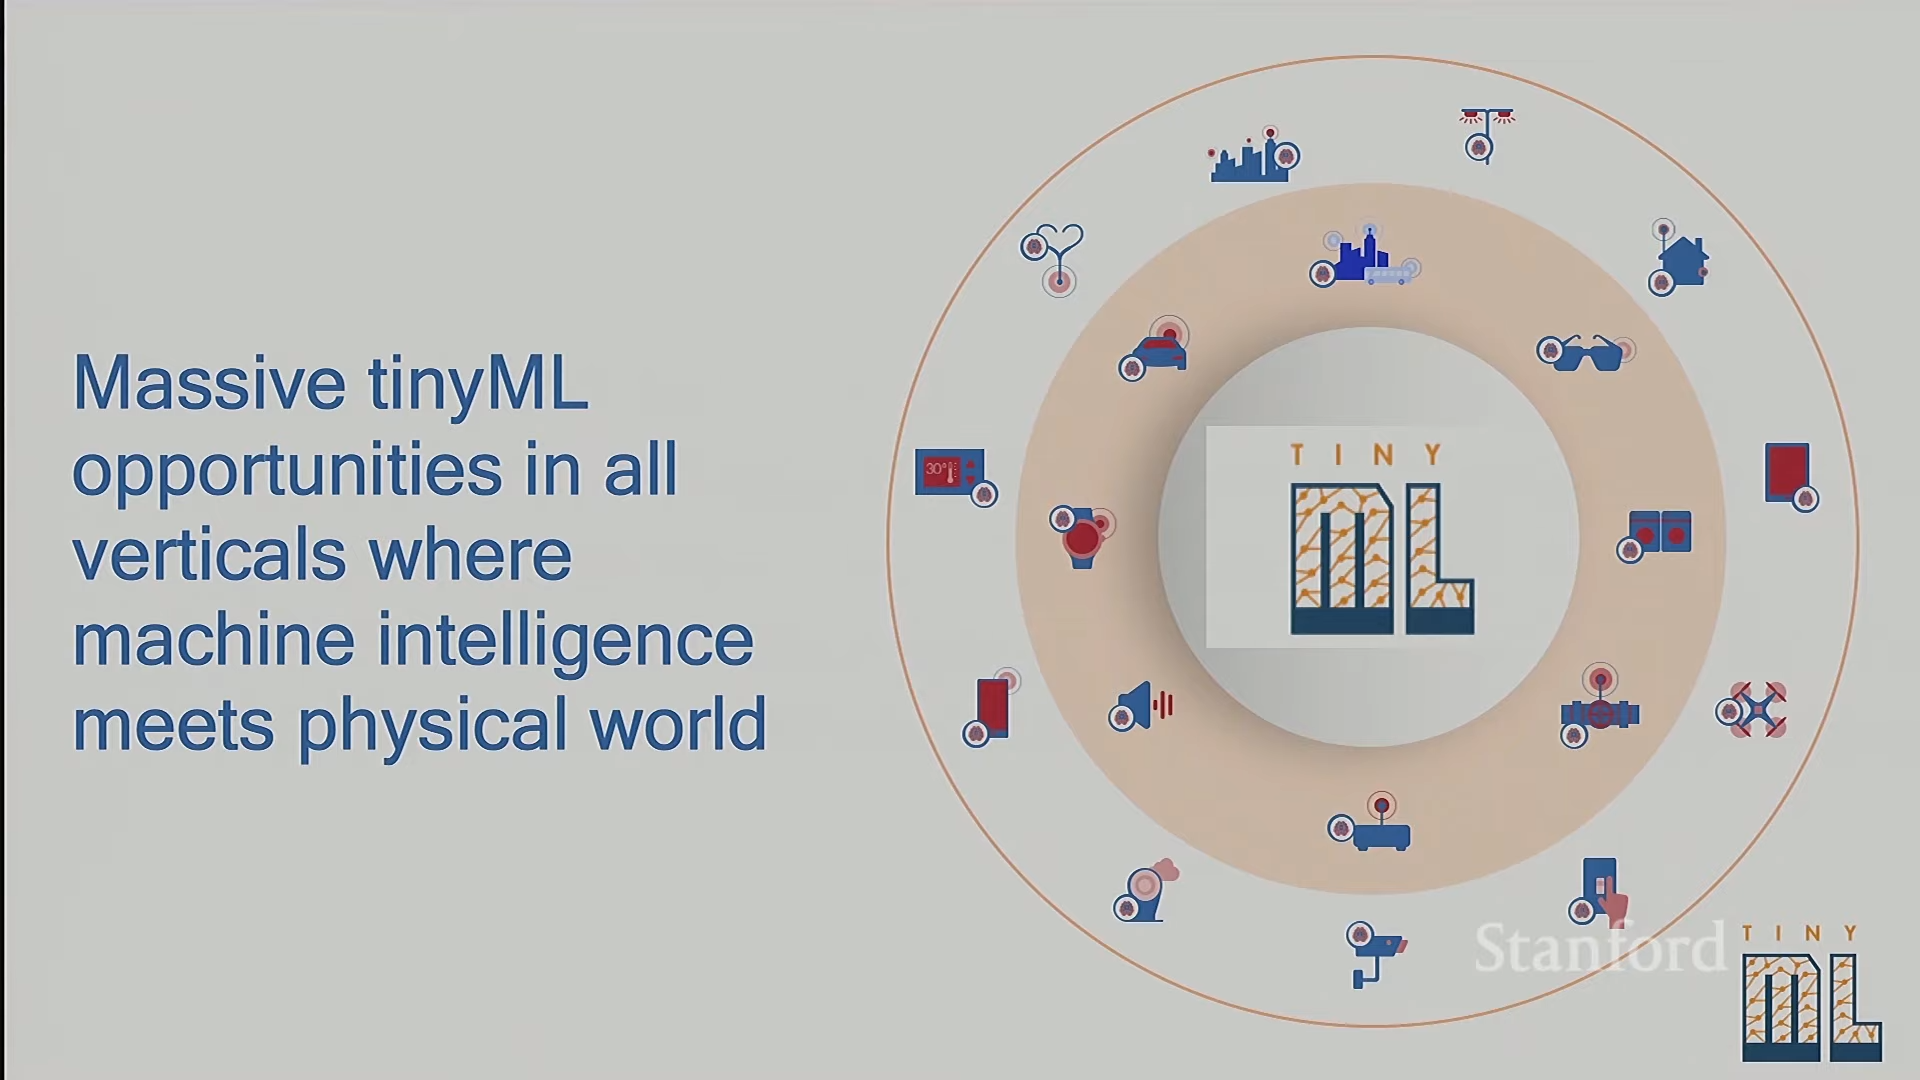 Massive tinyML
opportunities in all
verticals where
machine intelligence
meets physical world
30°
TINY
ML
Stanford
TINY
ML